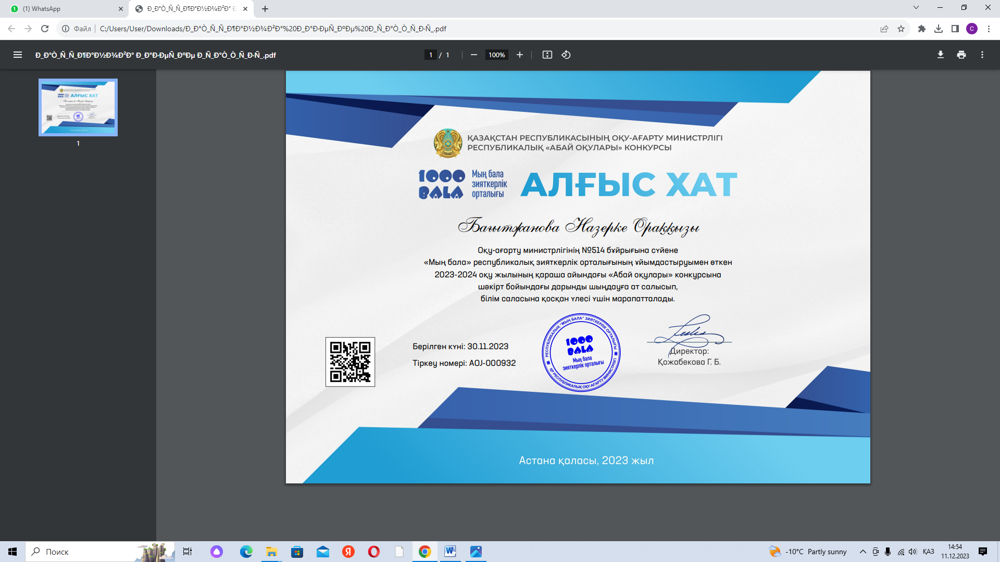 (1) WhatsApp
Ð_Ð°Ò_Ñ_Ñ_Ð¶Ð°Ð½Ð¾Ð²Ð° Ð
Файл
C:/Users/User/Downloads/Ð_Ð°Ò_Ñ_Ñ_Ð¶Ð°Ð½Ð¾Ð²Ð°%20Ð_Ð°Ð·ÐµÑ_ÐºÐµ%20Ð_Ñ_Ð°Ò_Ò_Ñ_Ð·Ñ_.pdf
Ð_Ð°Ò_Ñ_Ñ_Ð¶Ð°Ð½Ð¾Ð²Ð° Ð_Ð°Ð·ÐµÑ_ÐºÐµ Ð_Ñ_Ð°Ò_Ò_Ñ_Ð·Ñ_.pdf
1 / 1
100%
1
ҚАЗАҚСТАН РЕСПУБЛИКАСЫНЫҢ ОҚУ-АҒАРТУ МИНИСТРЛІГІ
РЕСПУБЛИКАЛЫҚ «АБАЙ ОҚУЛАРЫ» КОНКУРСЫ
1000 BALA
Мың бала
зияткерлік
орталығы
АЛҒЫС ХАТ
Бағытжанова Назерке Ораққызы
Оқу-ағарту министрлігінің №514 бұйрығына сүйене
«Мың бала» республикалық зияткерлік орталығының ұйымдастыруымен өткен
2023-2024 оқу жылының қараша айындағы «Абай оқулары» конкурсына
шәкірт бойындағы дарынды шыңдауға ат салысып,
білім саласына қосқан үлесі үшін марапатталады.
Берілген күні: 30.11.2023
Тіркеу номері: AOJ-000932
РЕСПУБЛИКАЛЫҚ "МЫҢ БАЛА" ЗИЯТКЕРЛІК ОРТАЛЫҒЫ
1000
BALA
Мың бала
зияткерлік орталығы
ҚР РЕСПУБЛИКАЛЫҚ ОҚУ-АҒАРТУ МИНИСТРЛІГІ
Директор:
Қожабекова Г. Б.
Астана қаласы, 2023 жыл
Поиск
-10°C Partly sunny
ҚАЗ
14:54
11.12.2023